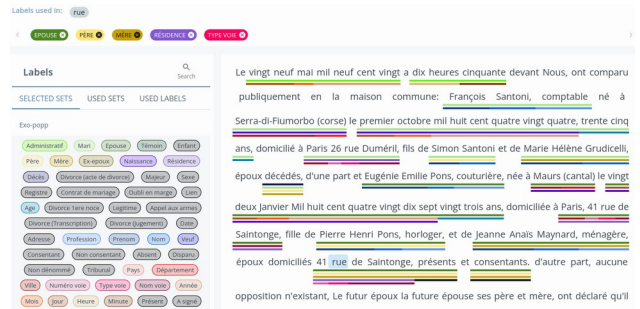 Labels used in: rue
EPOUSE PÈRE MÈRE RÉSIDENCE TYPE VOIE
Labels
Search
SELECTED SETS USED SETS USED LABELS
Exo-popp
Administratif Mari Epouse Témoin Enfant
Père Mère Ex-epoux Naissance Résidence
Décès Divorce (acte de divorce) Majeur Sexe
Registre Contrat de mariage Oubli en marge Lien
Age Divorce 1ere noce Legitime Appel aux armes
Divorce (Transcription) Divorce (jugement) Date
Adresse Profession Prenom Nom Veuf
Consentant Non consentant Absent Disparu
Non dénommé Tribunal Pays Département
Ville Numéro voie Type voie Nom voie Année
Mois Jour Heure Minute Présent A signé
Le vingt neuf mai mil neuf cent vingt a dix heures cinquante devant Nous, ont comparu
publiquement en la maison commune: François Santoni, comptable né à
Serra-di-Fiumorbo (corse) le premier octobre mil huit cent quatre vingt quatre, trente cinq
ans, domicilié à Paris 26 rue Duméril, fils de Simon Santoni et de Marie Hélène Grudicelli,
époux décédés, d'une part et Eugénie Emilie Pons, couturière, née à Maurs (cantal) le vingt
deux Janvier Mil huit cent quatre vingt dix sept vingt trois ans, domiciliée à Paris, 41 rue de
Saintonge, fille de Pierre Henri Pons, horloger, et de Jeanne Anaïs Maynard, ménagère,
époux domiciliés 41 rue de Saintonge, présents et consentants. d'autre part, aucune
opposition n'existant, Le futur époux la future épouse ses père et mère, ont déclaré qu'il